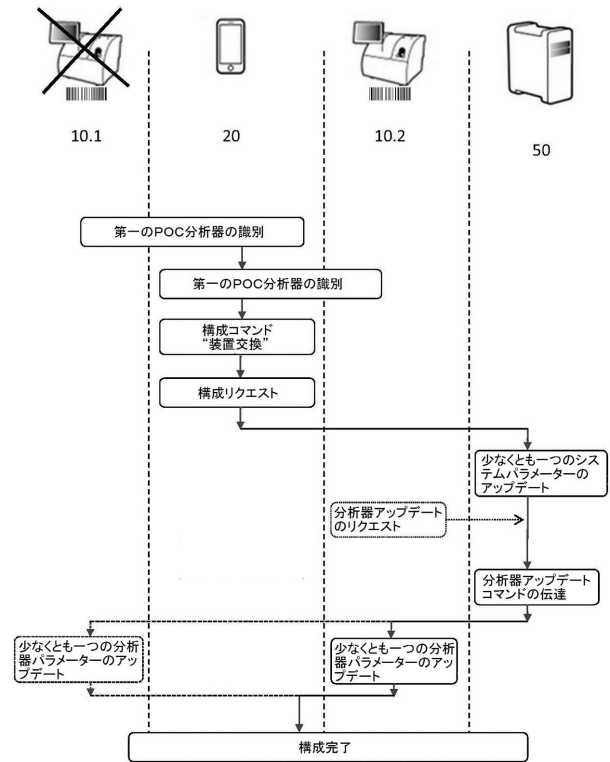 10.1
20
10.2
50
第一のPOC分析器の識別
第一のPOC分析器の識別
構成コマンド
“装置交換”
構成リクエスト
少なくとも一つのシス
テムパラメーターの
アップデート
分析器アップデート
のリクエスト
分析器アップデート
コマンドの伝達
少なくとも一つの分析
器パラメーターのアッ
プデート
少なくとも一つの分析
器パラメーターのアッ
プデート
構成完了